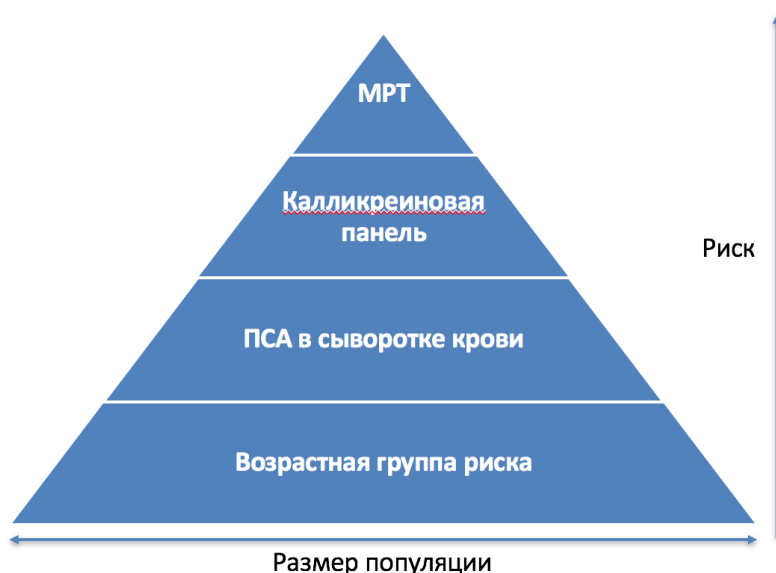 МРТ
Калликреиновая
панель
Риск
ПСА в сыворотке крови
Возрастная группа риска
Размер популяции